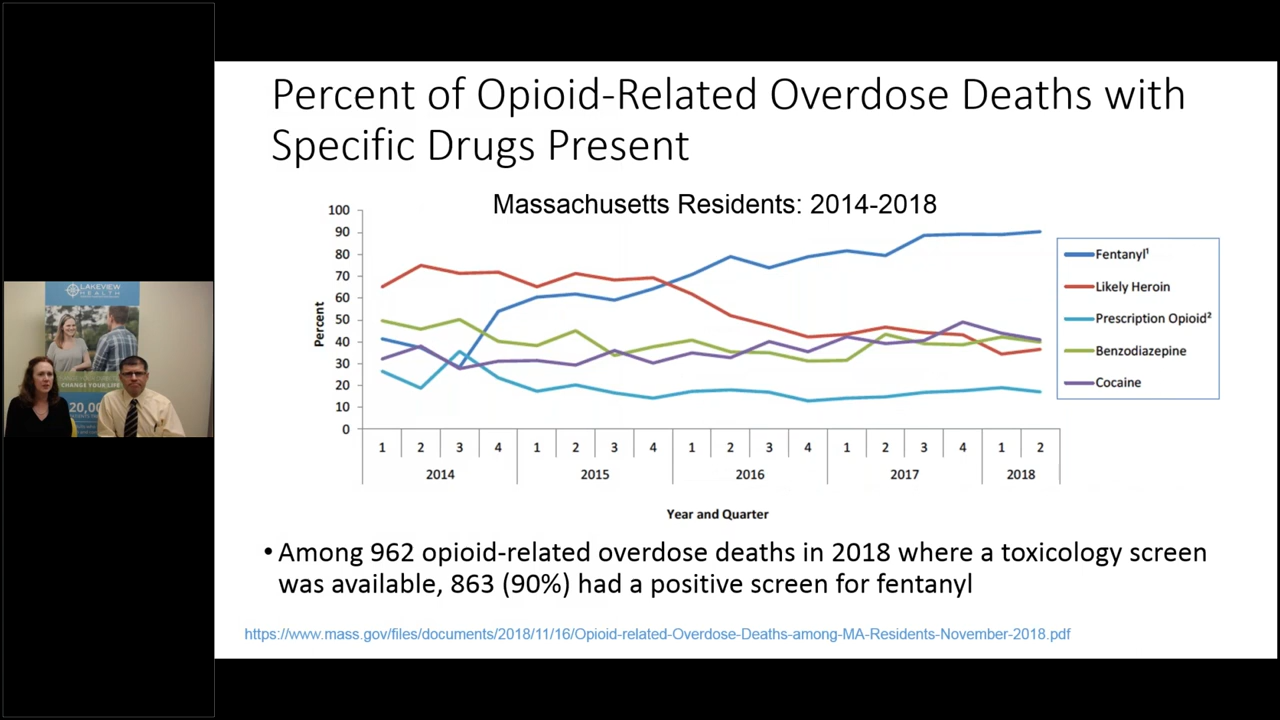 Percent of Opioid-Related Overdose Deaths with
Specific Drugs Present
Massachusetts Residents: 2014-2018
100
90
80
70
60
50
40
30
20
10
0
Percent
1 2 3 4 1 2 3 4 1 2 3 4 1 2 3 4 1 2
2014 2015 2016 2017 2018
Year and Quarter
Fentanyl¹
Likely Heroin
Prescription Opioid²
Benzodiazepine
Cocaine
• Among 962 opioid-related overdose deaths in 2018 where a toxicology screen
was available, 863 (90%) had a positive screen for fentanyl
https://www.mass.gov/files/documents/2018/11/16/Opioid-related-Overdose-Deaths-among-MA-Residents-November-2018.pdf
LAKEVIEW
HEALTH
CHANGE YOUR LIFE
20,00